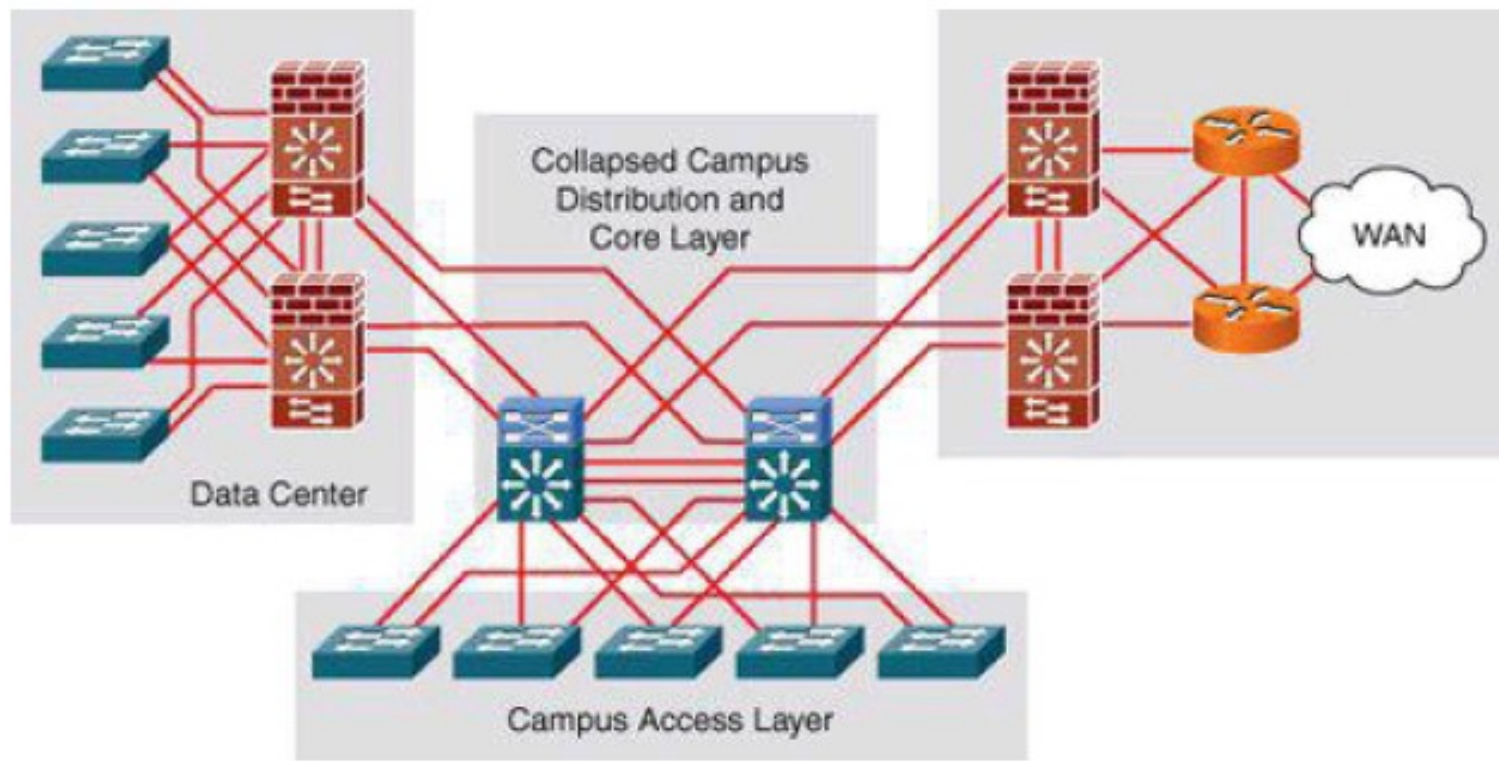 Collapsed Campus
Distribution and
Core Layer
WAN
Data Center
Campus Access Layer